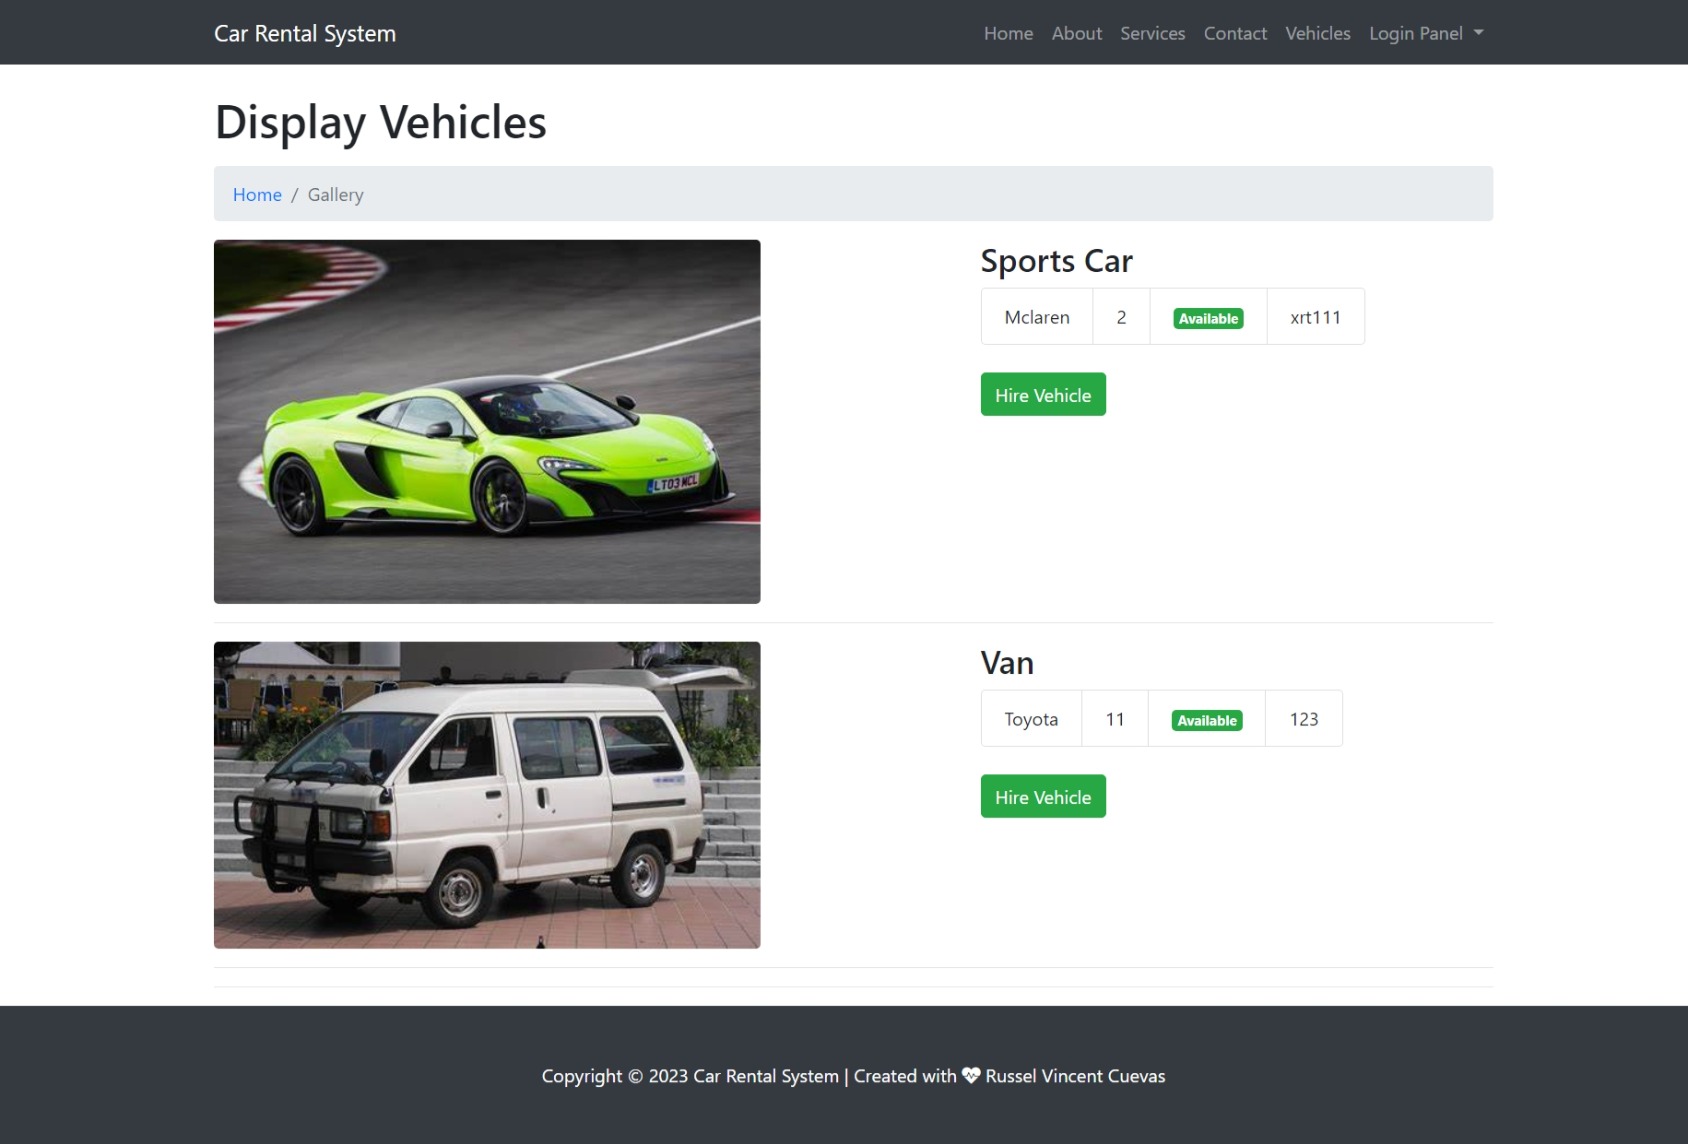 Car Rental System
Home About Services Contact Vehicles Login Panel
Display Vehicles
Home / Gallery
Sports Car
Mclaren 2 Available xrt111
Hire Vehicle
LT03 MCL
Van
Toyota 11 Available 123
Hire Vehicle
Copyright © 2023 Car Rental System | Created with Russel Vincent Cuevas